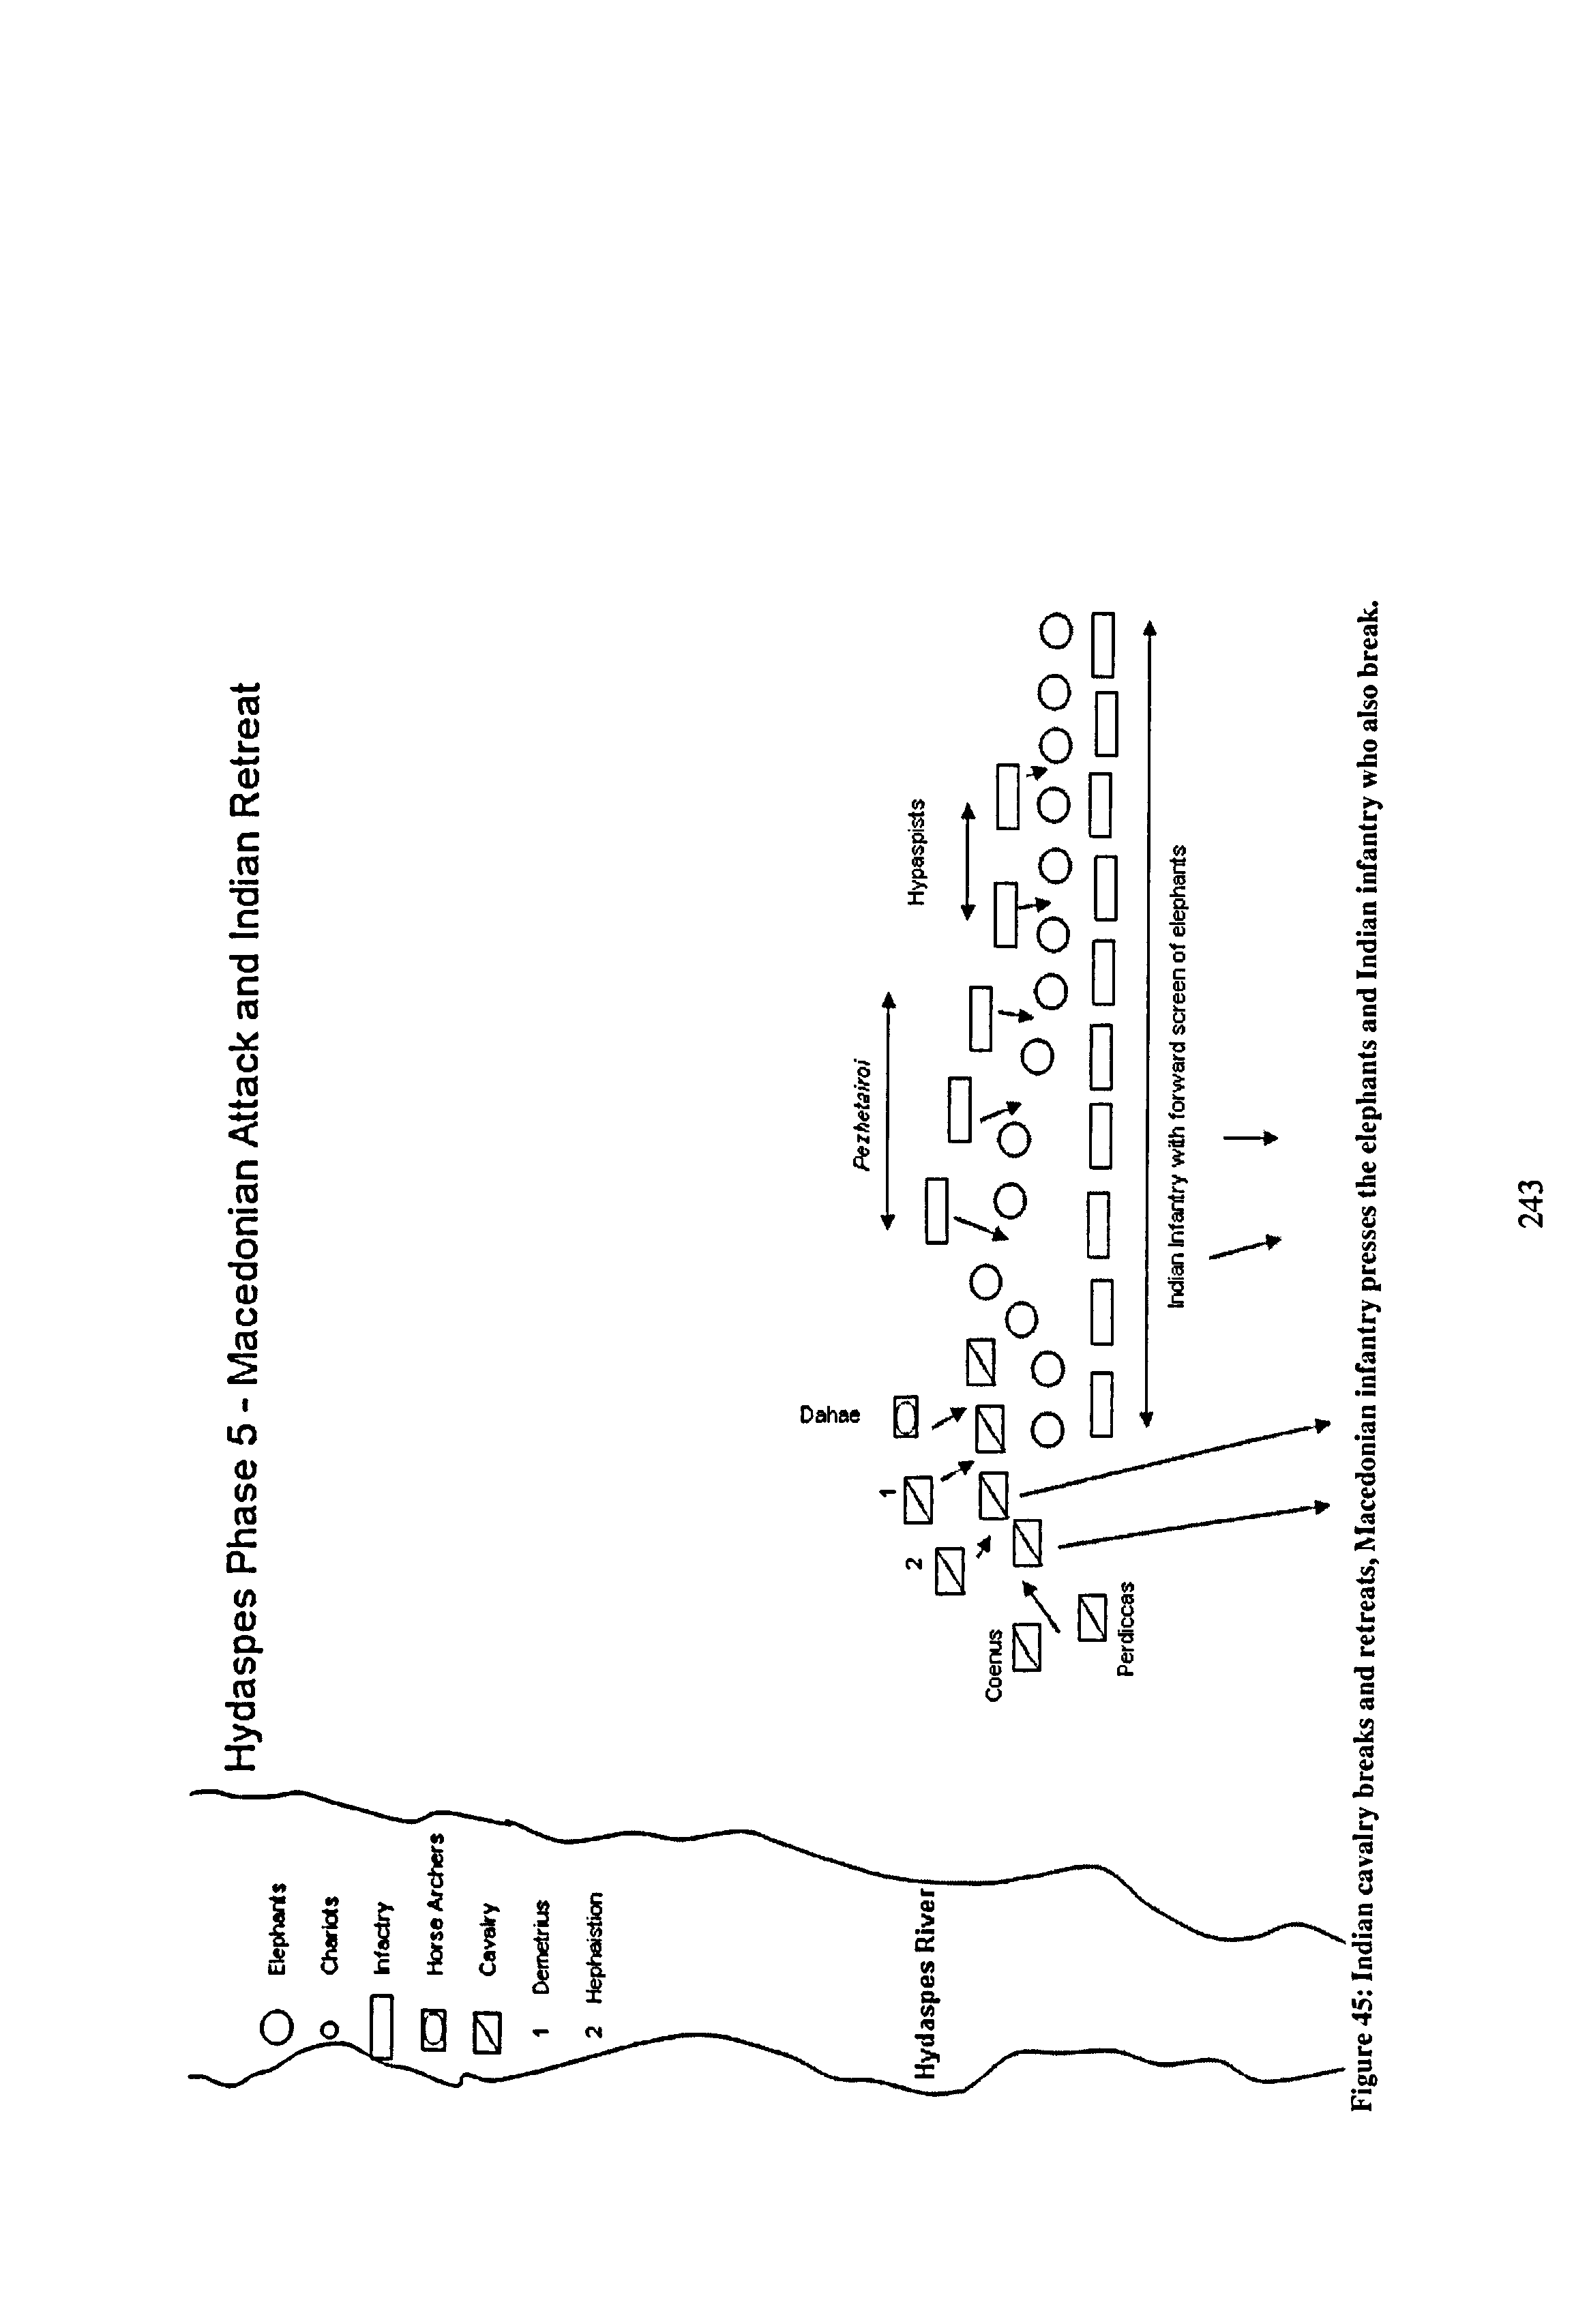 Hydaspes Phase 5 - Macedonian Attack and Indian Retreat
Elephants
Chariots
Infactry
Horse Archers
Cavalry
1 Demetrius
2 Hephaistion
Hydaspes River
Dahae
1
2
Coenus
Perdiccas
Pezhetairoi
Hypaspists
Indian Infantry with forward screen of elephants
Figure 45: Indian cavalry breaks and retreats, Macedonian infantry presses the elephants and Indian infantry who also break.
243